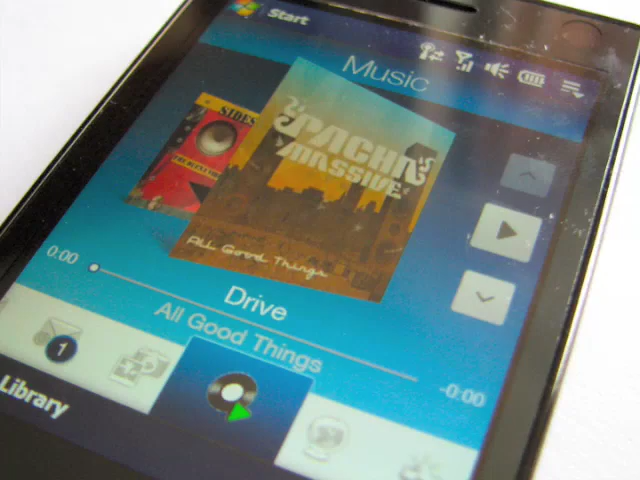 Start
Music
SIDES
PACHA
MASSIVE
ALL Good Things
0:00
Drive
All Good Things
-0:00
1
Library